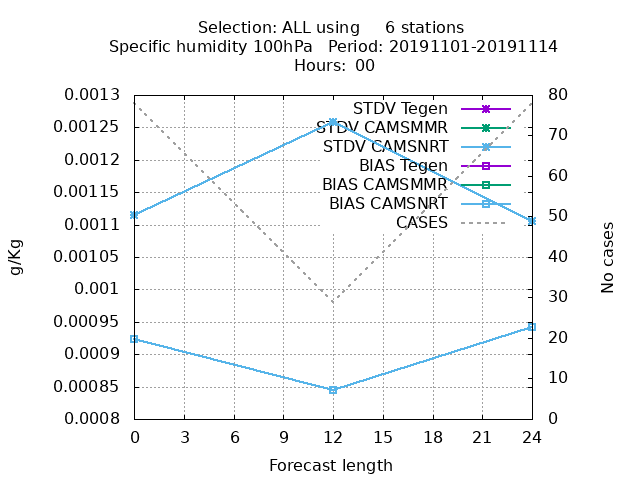 Selection: ALL using     6 stations
Specific humidity 100hPa   Period: 20191101-20191114
Hours: 00
0.0013
0.00125
0.0012
0.00115
0.0011
0.00105
0.001
0.00095
0.0009
0.00085
0.0008
g/Kg
STDV Tegen
STDV CAMSMMR
STDV CAMSNRT
BIAS Tegen
BIAS CAMSMMR
BIAS CAMSNRT
CASES
80
70
60
50
40
30
20
10
0
No cases
0 3 6 9 12 15 18 21 24
Forecast length